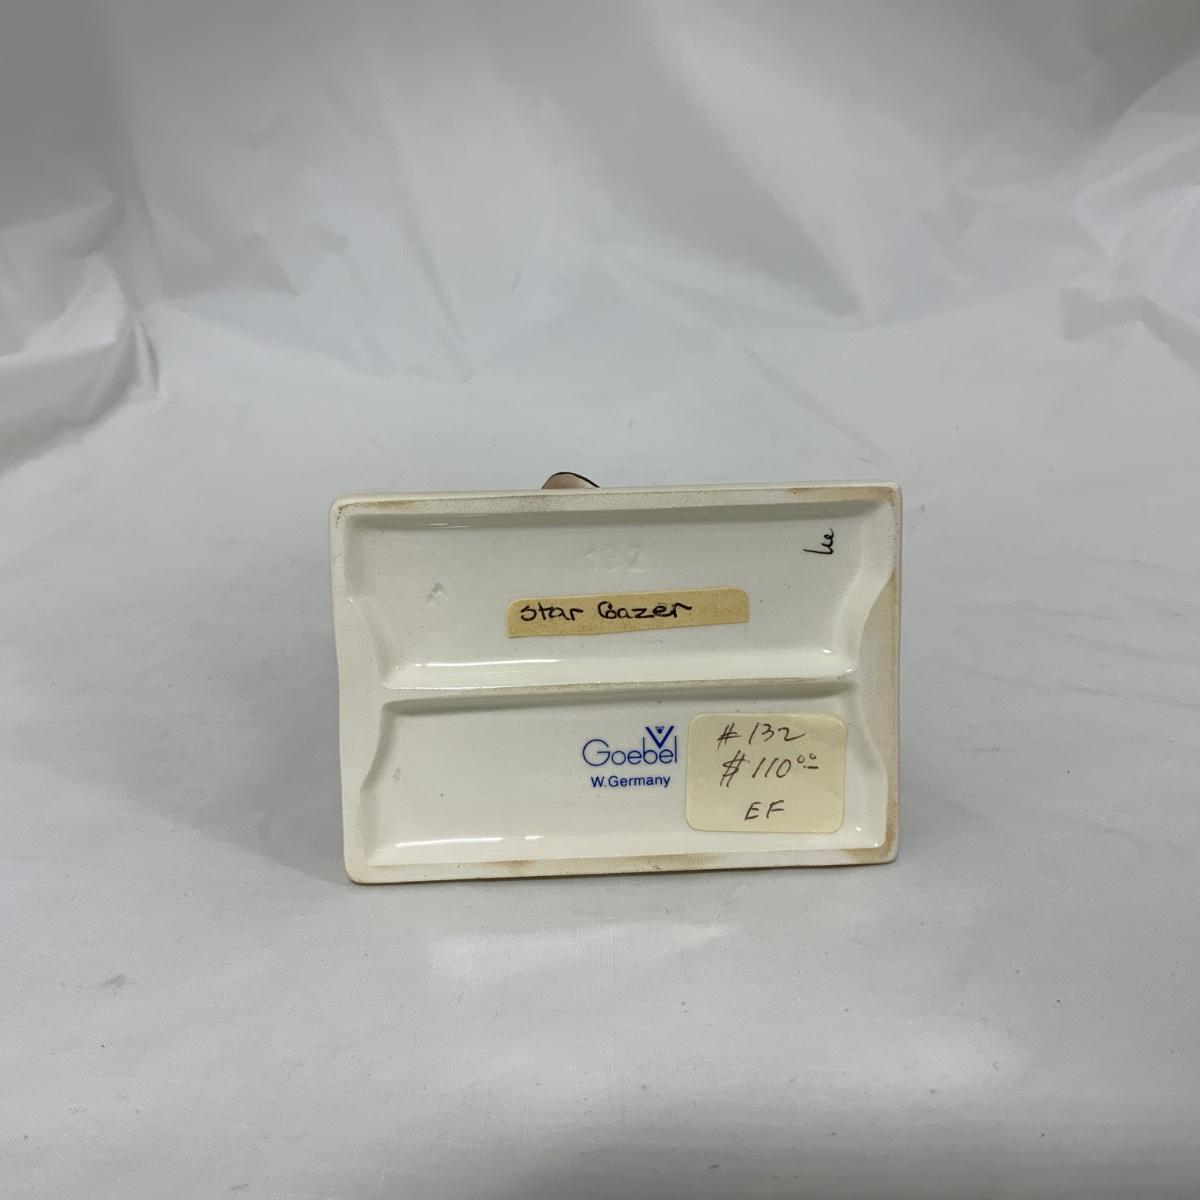 132
Star Gazer
Goebel
W.Germany
#132
$110.00
EF